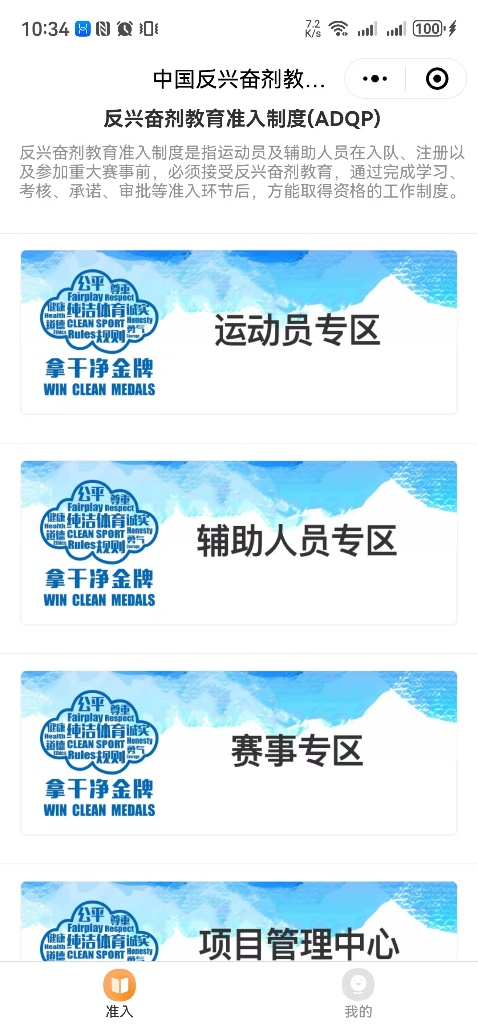 10:34
7.2
K/s
100
中国反兴奋剂教...
反兴奋剂教育准入制度(ADQP)
反兴奋剂教育准入制度是指运动员及辅助人员在入队、注册以
及参加重大赛事前，必须接受反兴奋剂教育，通过完成学习、
考核、承诺、审批等准入环节后，方能取得资格的工作制度。
公平 尊重
Fairplay Respect
健康 纯洁体育 诚实
Health
道德 CLEAN SPORT Honesty
Ethics Rules 规则 勇气
拿干净金牌
WIN CLEAN MEDALS
运动员专区
公平 尊重
Fairplay Respect
健康 纯洁体育 诚实
Health
道德 CLEAN SPORT Honesty
Ethics Rules 规则 勇气
拿干净金牌
WIN CLEAN MEDALS
辅助人员专区
公平 尊重
Fairplay Respect
健康 纯洁体育 诚实
Health
道德 CLEAN SPORT Honesty
Ethics Rules 规则 勇气
拿干净金牌
WIN CLEAN MEDALS
赛事专区
公平 尊重
Fairplay Respect
健康 纯洁体育 诚实
Health
道德 CLEAN SPORT Honesty
项目管理中心
准入
我的